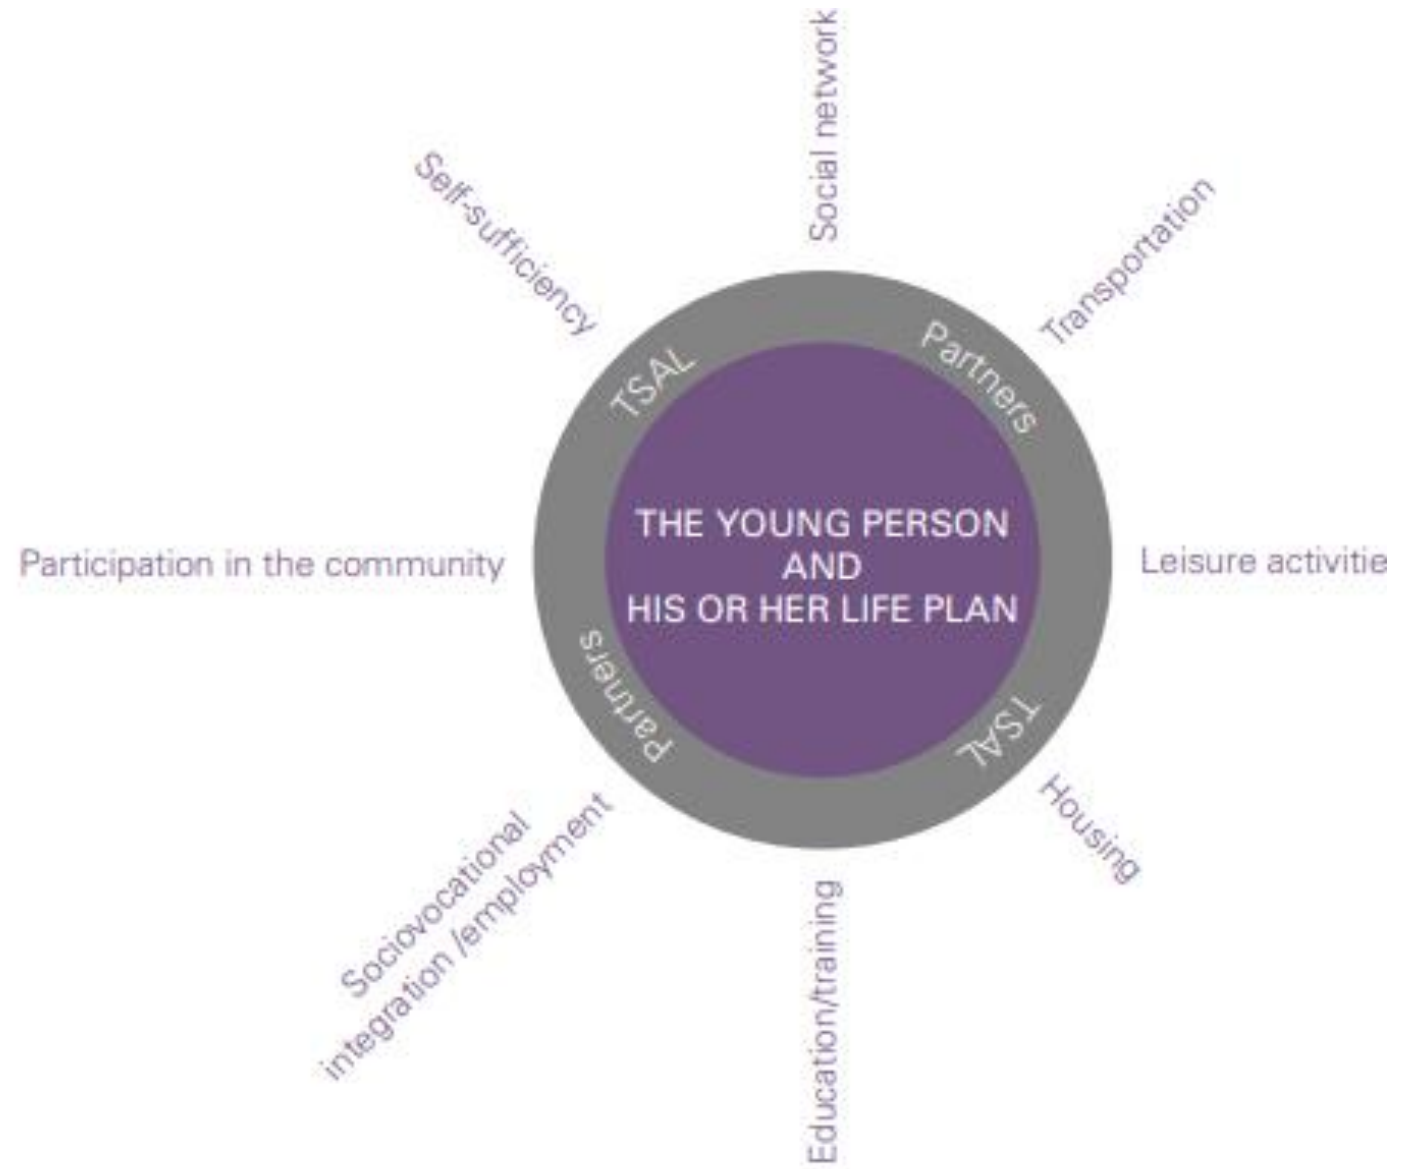 Social network
Self-sufficiency
Transportation
TSAL
Partners
THE YOUNG PERSON
AND
HIS OR HER LIFE PLAN
Participation in the community
Leisure activitie
Partners
TSAL
Housing
Sociovocational
integration /employment
Education/training